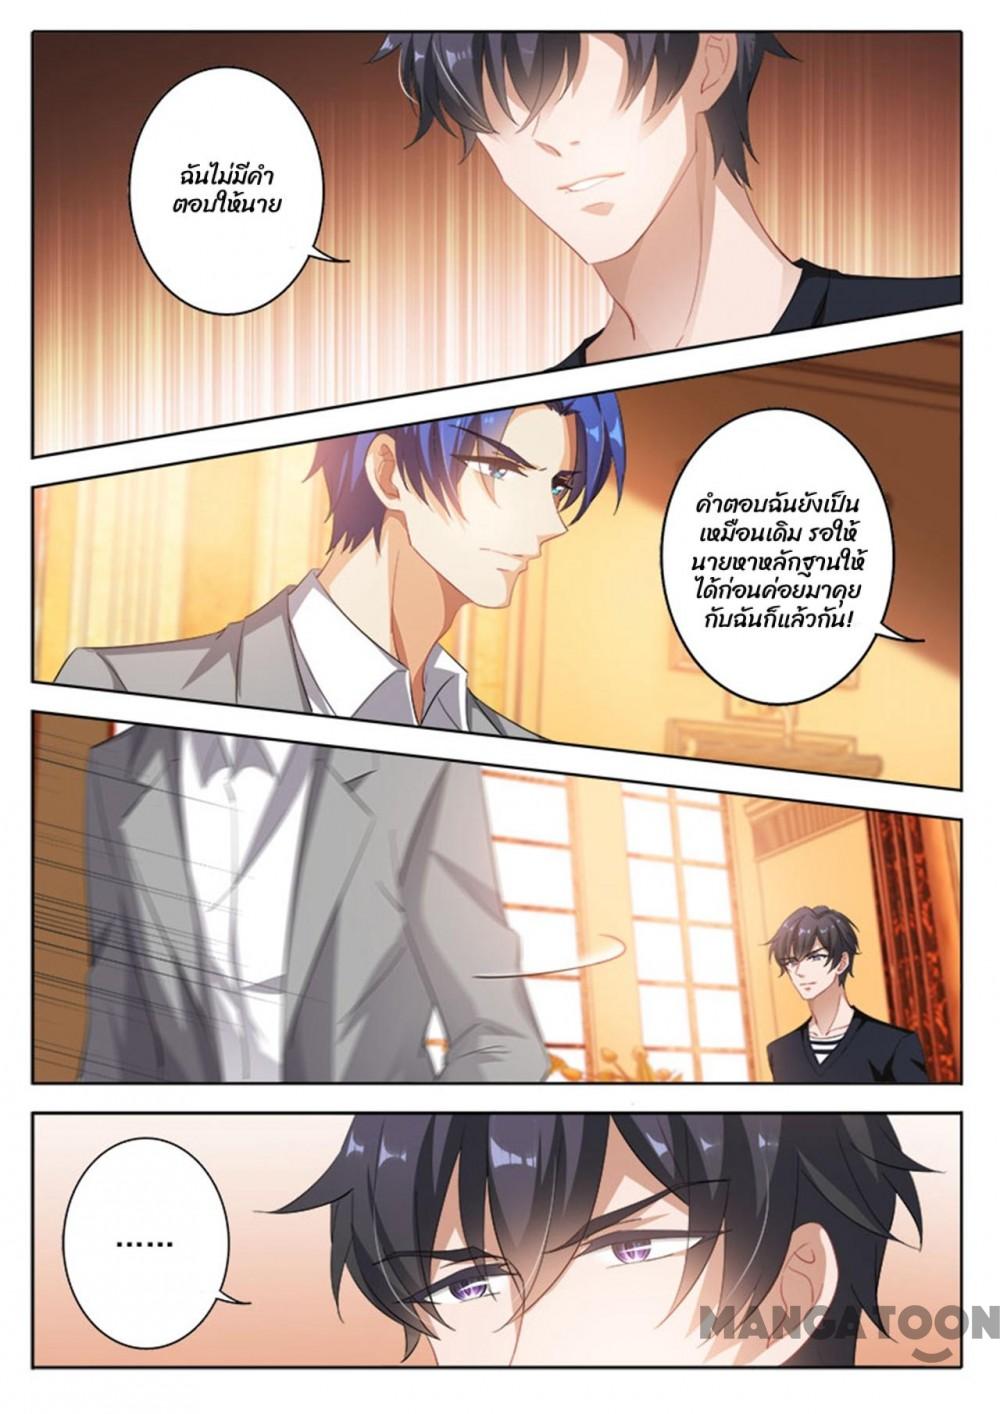 ฉันไม่มีคำ
ตอบให้นาย
คำตอบฉันยังเป็น
เหมือนเดิม รอให้
นายหาหลักฐานให้
ได้ก่อนค่อยมาคุย
กับฉันก็แล้วกัน!
……
MANGATOON